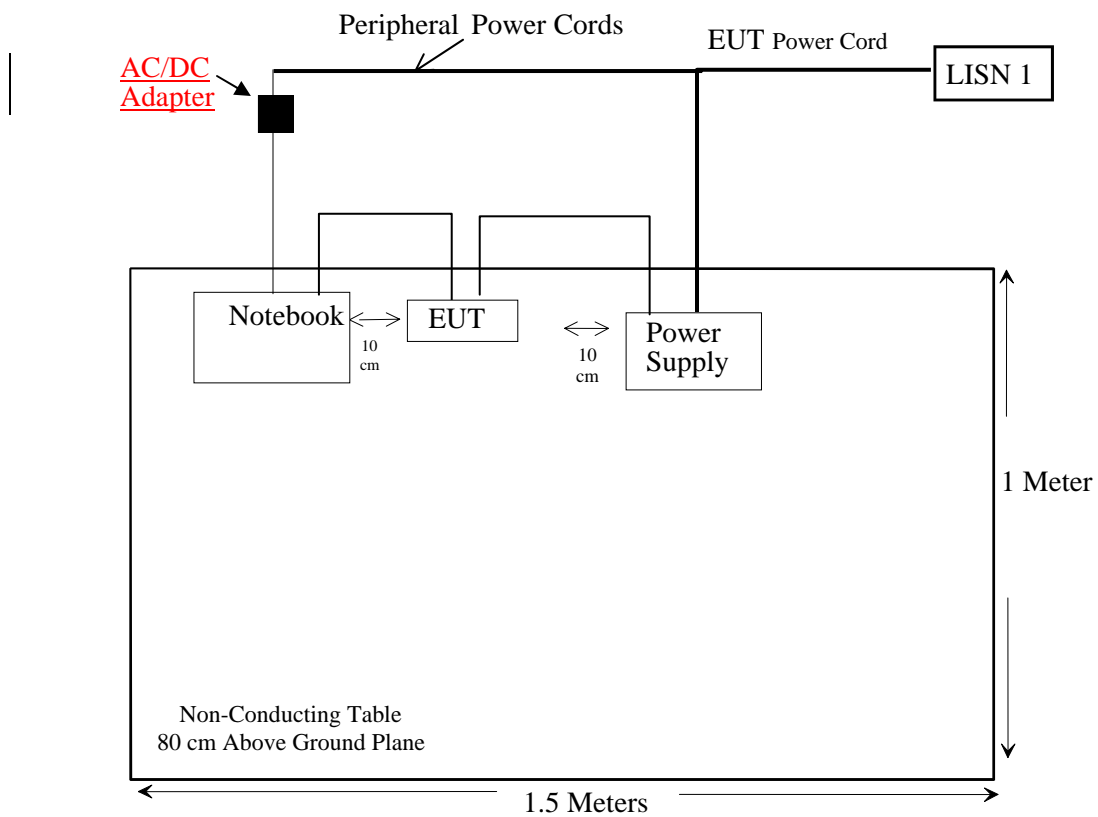 Peripheral Power Cords
EUT Power Cord
LISN 1
AC/DC
Adapter
Notebook
10
cm
EUT
10
cm
Power
Supply
1 Meter
Non-Conducting Table
80 cm Above Ground Plane
1.5 Meters